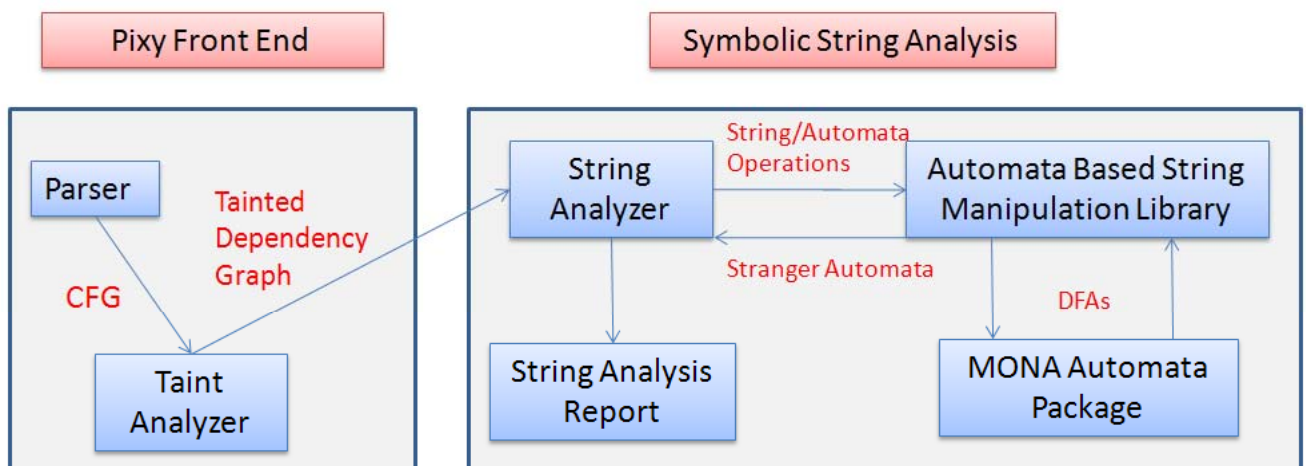 Pixy Front End
Symbolic String Analysis
Parser
CFG
Tainted
Dependency
Graph
Taint
Analyzer
String
Analyzer
String/Automata
Operations
Automata Based String
Manipulation Library
Stranger Automata
DFAs
String Analysis
Report
MONA Automata
Package